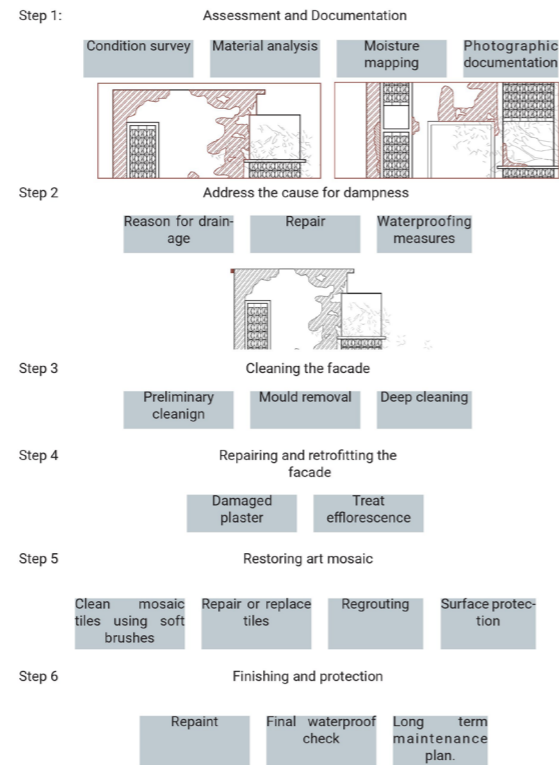 Step 1:
Assessment and Documentation
Condition survey
Material analysis
Moisture
mapping
Photographic
documentation
Step 2
Address the cause for dampness
Reason for drain-
age
Repair
Waterproofing
measures
Step 3
Cleaning the facade
Preliminary
cleanign
Mould removal
Deep cleaning
Step 4
Repairing and retrofitting the
facade
Damaged
plaster
Treat
efflorescence
Step 5
Restoring art mosaic
Clean mosaic
tiles using soft
brushes
Repair or replace
tiles
Regrouting
Surface protec-
tion
Step 6
Finishing and protection
Repaint
Final waterproof
check
Long term
maintenance
plan.